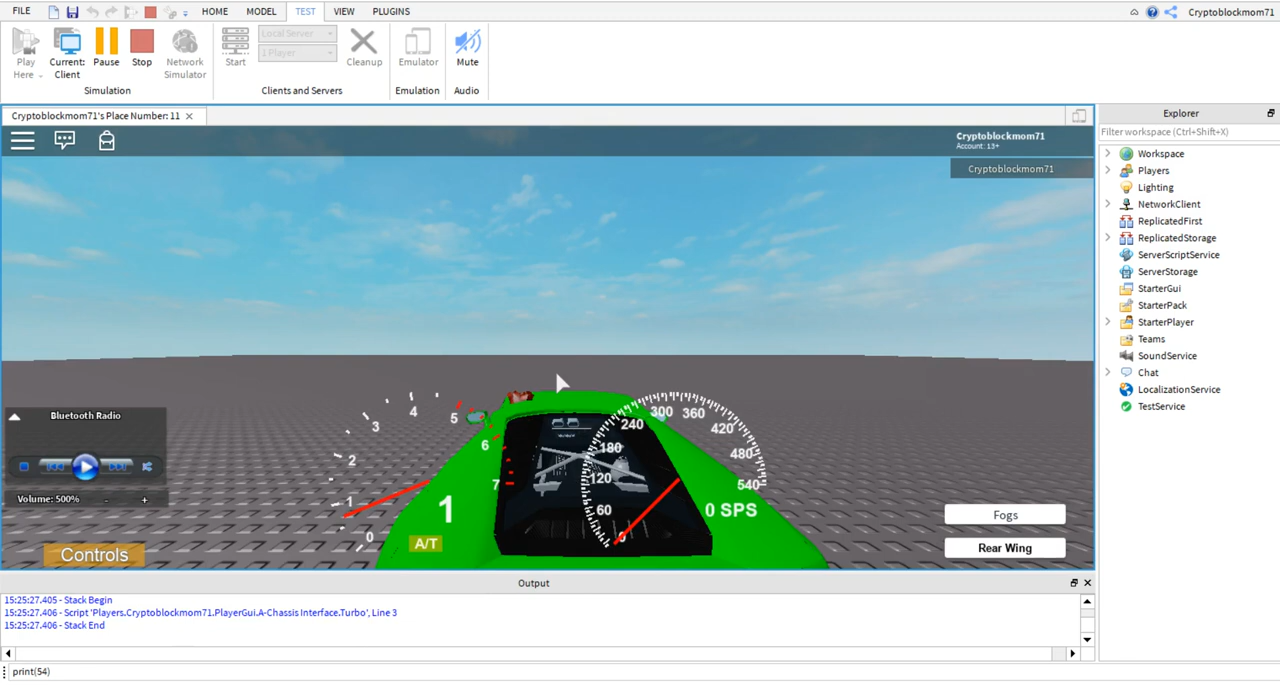 FILE HOME MODEL TEST VIEW PLUGINS Cryptoblockmom71
Play Here Current: Client Pause Stop Network Simulator Start Local Server 1 Player Cleanup Emulator Mute
Simulation Clients and Servers Emulation Audio
Cryptoblockmom71's Place Number: 11
Explorer
Filter workspace (Ctrl+Shift+X)
Cryptoblockmom71
Account: 13+
Cryptoblockmom71
Workspace
Players
Lighting
NetworkClient
ReplicatedFirst
ReplicatedStorage
ServerScriptService
ServerStorage
StarterGui
StarterPack
StarterPlayer
Teams
SoundService
Chat
LocalizationService
TestService
Bluetooth Radio
Volume: 500% - +
Controls
0 1 2 3 4 5 6 7
1
A/T
0 60 120 180 240 300 360 420 480 540
0 SPS
Fogs
Rear Wing
Output
15:25:27.405 - Stack Begin
15:25:27.406 - Script 'Players.Cryptoblockmom71.PlayerGui.A-Chassis Interface.Turbo', Line 3
15:25:27.406 - Stack End
print(54)